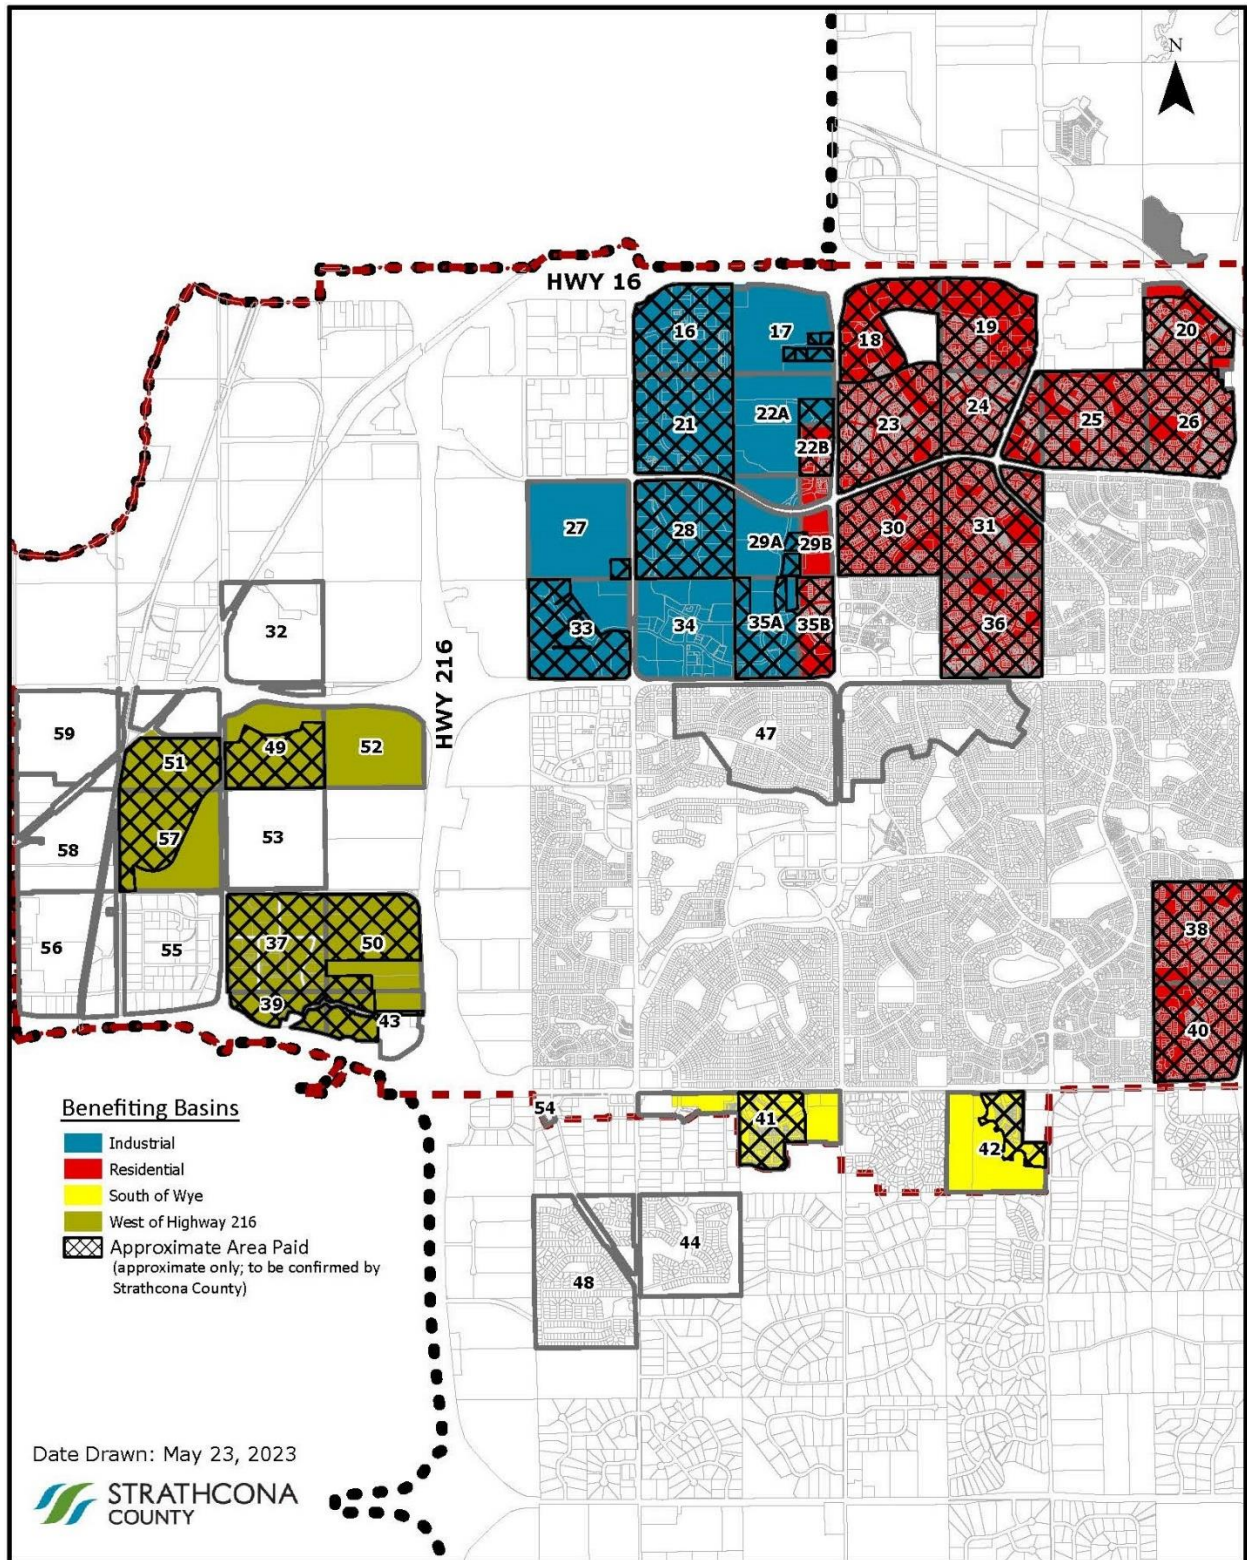 N
HWY 16
16
17
18
19
20
21
22A
22B
23
24
25
26
27
28
29A
29B
30
31
32
33
34
35A
35B
36
HWY 216
47
59
51
49
52
58
57
53
56
55
37
50
39
43
38
40
54
41
42
44
48
Benefiting Basins
Industrial
Residential
South of Wye
West of Highway 216
Approximate Area Paid
(approximate only; to be confirmed by
Strathcona County)
Date Drawn: May 23, 2023
STRATHCONA
COUNTY